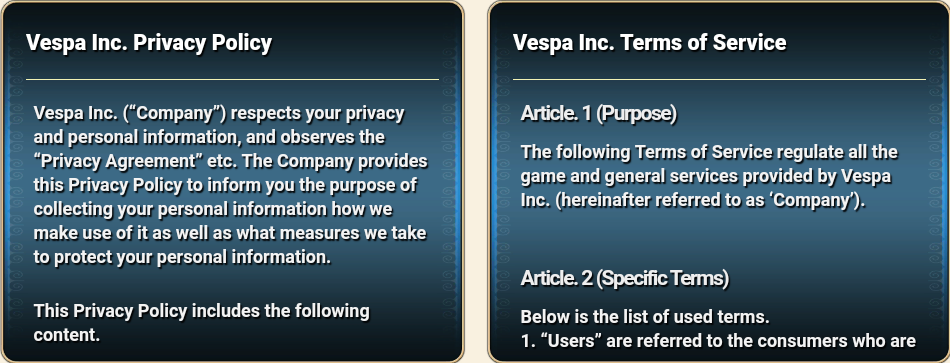 Vespa Inc. Privacy Policy
Vespa Inc. (“Company”) respects your privacy
and personal information, and observes the
“Privacy Agreement” etc. The Company provides
this Privacy Policy to inform you the purpose of
collecting your personal information how we
make use of it as well as what measures we take
to protect your personal information.
This Privacy Policy includes the following
content.
Vespa Inc. Terms of Service
Article. 1 (Purpose)
The following Terms of Service regulate all the
game and general services provided by Vespa
Inc. (hereinafter referred to as ‘Company’).
Article. 2 (Specific Terms)
Below is the list of used terms.
1. “Users” are referred to the consumers who are